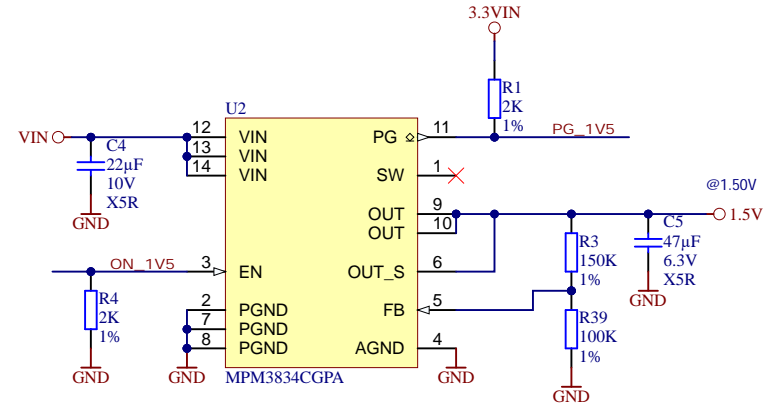 3.3VIN
R1
2K
1%
U2
VIN
C4
22µF
10V
X5R
GND
12
VIN
13
VIN
14
VIN
PG
11
PG_1V5
SW
1
OUT
9
OUT
10
@1.50V
1.5V
C5
47µF
6.3V
X5R
GND
R3
150K
1%
ON_1V5
3
EN
OUT_S
6
R4
2K
1%
GND
2
PGND
7
PGND
8
PGND
GND
FB
5
R39
100K
1%
GND
AGND
4
GND
MPM3834CGPA